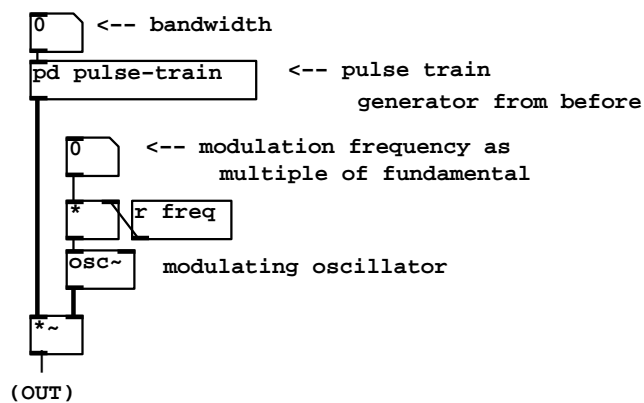 0 <-- bandwidth
pd pulse-train <-- pulse train
generator from before
0 <-- modulation frequency as
multiple of fundamental
* r freq
osc~ modulating oscillator
*~
(OUT)